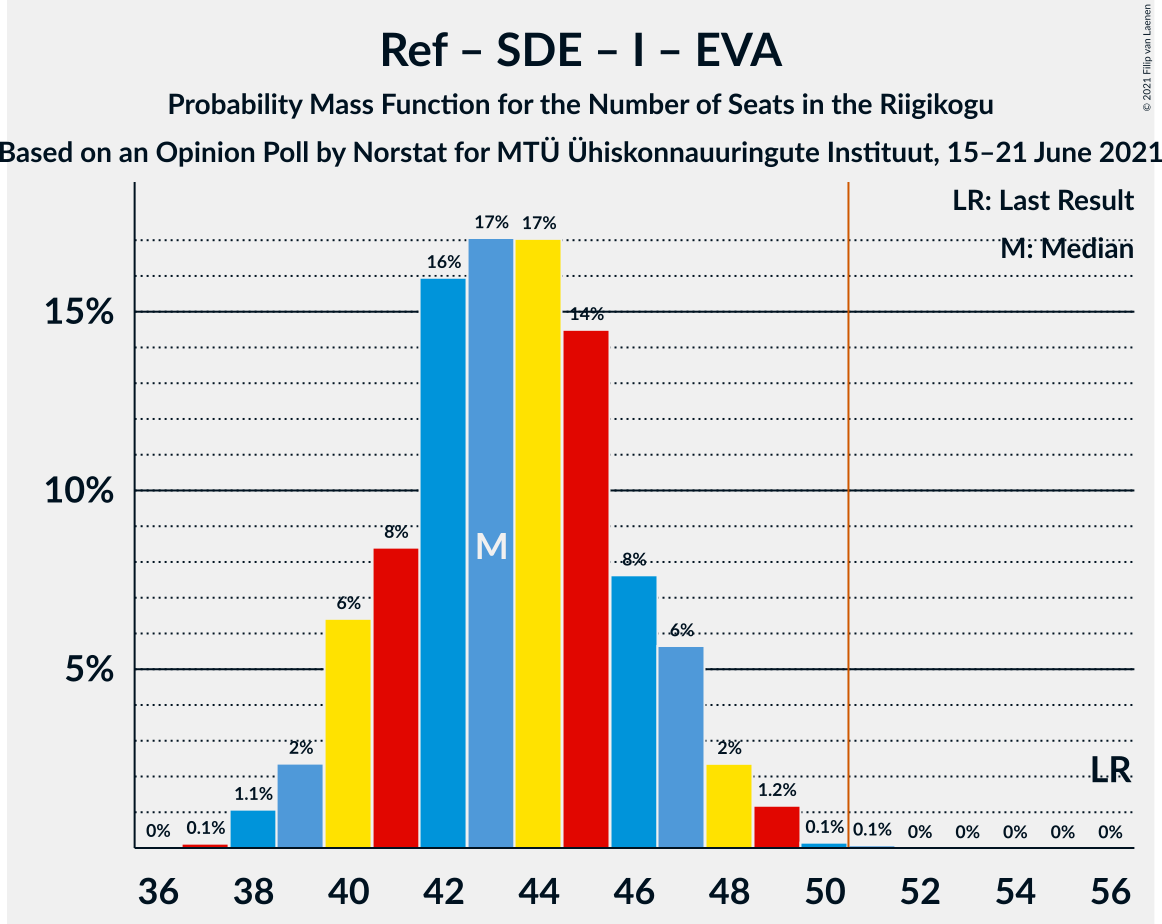 Ref – SDE – I – EVA
Probability Mass Function for the Number of Seats in the Riigikogu
Based on an Opinion Poll by Norstat for MTÜ Ühiskonnauuringute Instituut, 15–21 June 2021
© 2021 Filip van Laenen
LR: Last Result
M: Median
15%
10%
5%
0% 0.1% 1.1% 2% 6% 8% 16% 17% 17% 14% 8% 6% 2% 1.2% 0.1% 0.1% 0% 0% 0% 0% 0%
M
LR
36 38 40 42 44 46 48 50 52 54 56